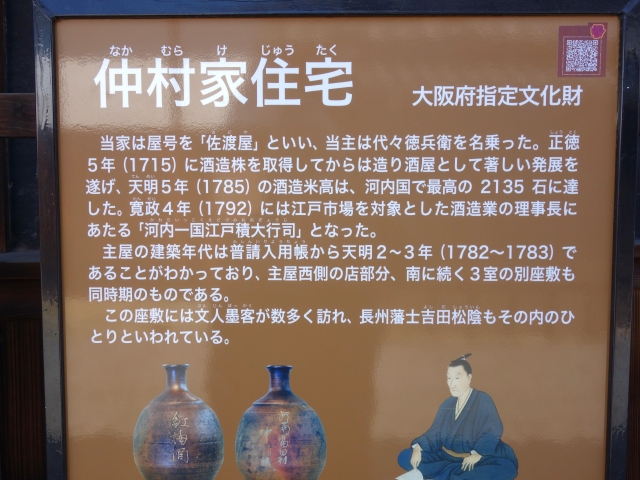 なか むら け じゅう たく
仲村家住宅
大阪府指定文化財
当家は屋号を「佐渡屋」といい、当主は代々徳兵衛を名乗った。正徳
5年（1715）に酒造株を取得してからは造り酒屋として著しい発展を
遂げ、天明5年（1785）の酒造米高は、河内国で最高の 2135 石に達
した。寛政4年（1792）には江戸市場を対象とした酒造業の理事長に
あたる「河内一国江戸積大行司」となった。
主屋の建築年代は普請入用帳から天明2～3年（1782～1783）で
あることがわかっており、主屋西側の店部分、南に続く3室の別座敷も
同時期のものである。
この座敷には文人墨客が数多く訪れ、長州藩士吉田松陰もその内のひ
とりといわれている。